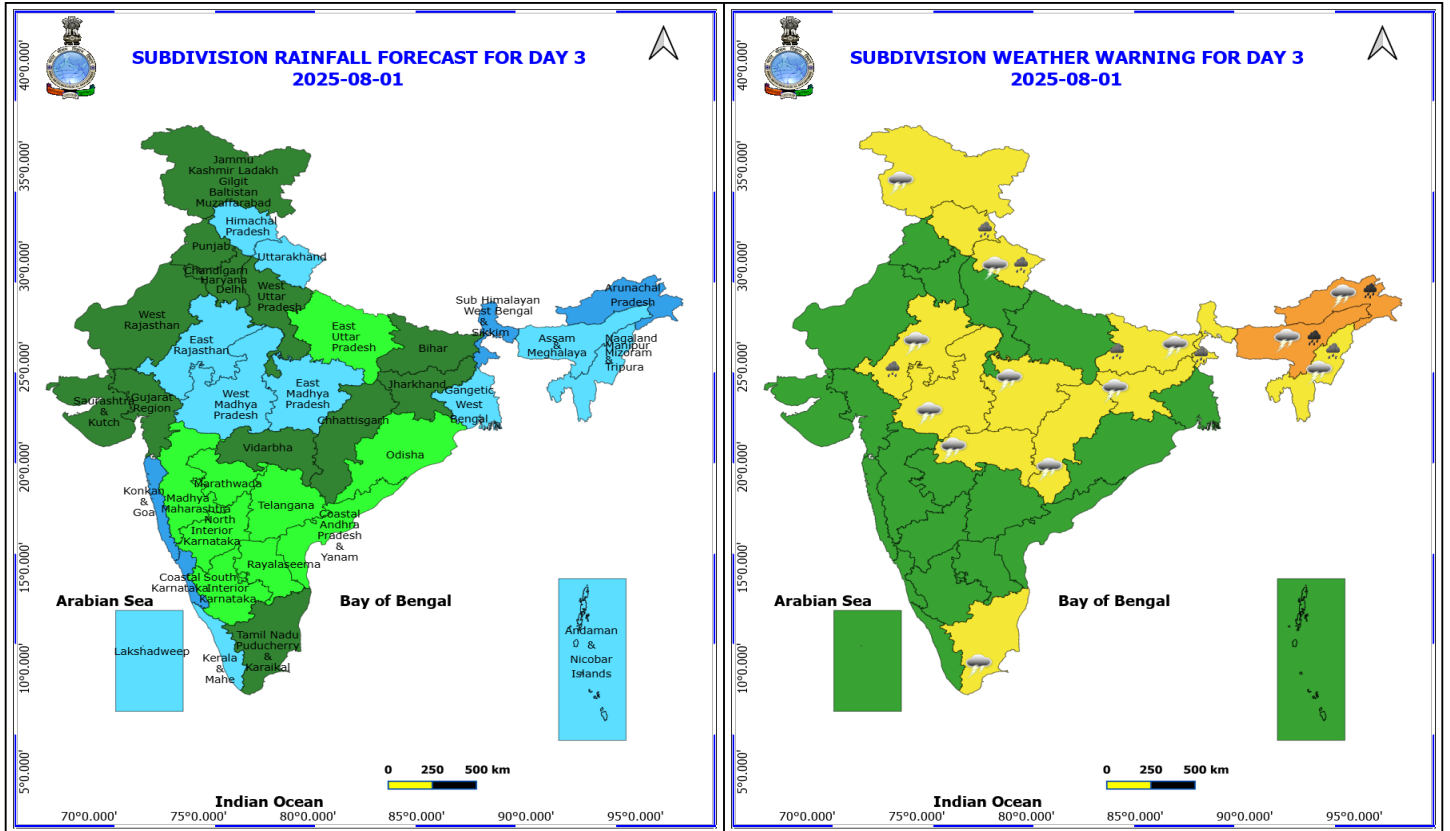 SUBDIVISION RAINFALL FORECAST FOR DAY 3
2025-08-01
40°0.000'
35°0.000'
30°0.000'
25°0.000'
20°0.000'
15°0.000'
10°0.000'
5°0.000'
Jammu
Kashmir Ladakh
Gilgit
Baltistan
Muzaffarabad
Himachal
Pradesh
Punjab
Uttarakhand
Chandigarh
Haryana
Delhi
West
Uttar
Pradesh
West
Rajasthan
East
Rajasthan
East
Uttar
Pradesh
Bihar
Sub Himalayan
West Bengal
&
Sikkim
Arunachal
Pradesh
Assam
&
Meghalaya
Nagaland
Manipur
Mizoram
&
Tripura
Jharkhand
Gangetic
West
Bengal
Saurashtra
&
Kutch
Gujarat
Region
West
Madhya
Pradesh
East
Madhya
Pradesh
Chhattisgarh
Vidarbha
Odisha
Konkan
&
Goa
Marathwada
Madhya
Maharashtra
North
Interior
Karnataka
Telangana
Coastal
Andhra
Pradesh
&
Yanam
Rayalaseema
Coastal
Karnataka
South
Interior
Karnataka
Arabian Sea
Bay of Bengal
Lakshadweep
Kerala
&
Mahe
Tamil Nadu
Puducherry
&
Karaikal
Andaman
&
Nicobar
Islands
0 250 500 km
Indian Ocean
70°0.000' 75°0.000' 80°0.000' 85°0.000' 90°0.000' 95°0.000'
SUBDIVISION WEATHER WARNING FOR DAY 3
2025-08-01
40°0.000'
35°0.000'
30°0.000'
25°0.000'
20°0.000'
15°0.000'
10°0.000'
5°0.000'
Arabian Sea
Bay of Bengal
0 250 500 km
Indian Ocean
70°0.000' 75°0.000' 80°0.000' 85°0.000' 90°0.000' 95°0.000'